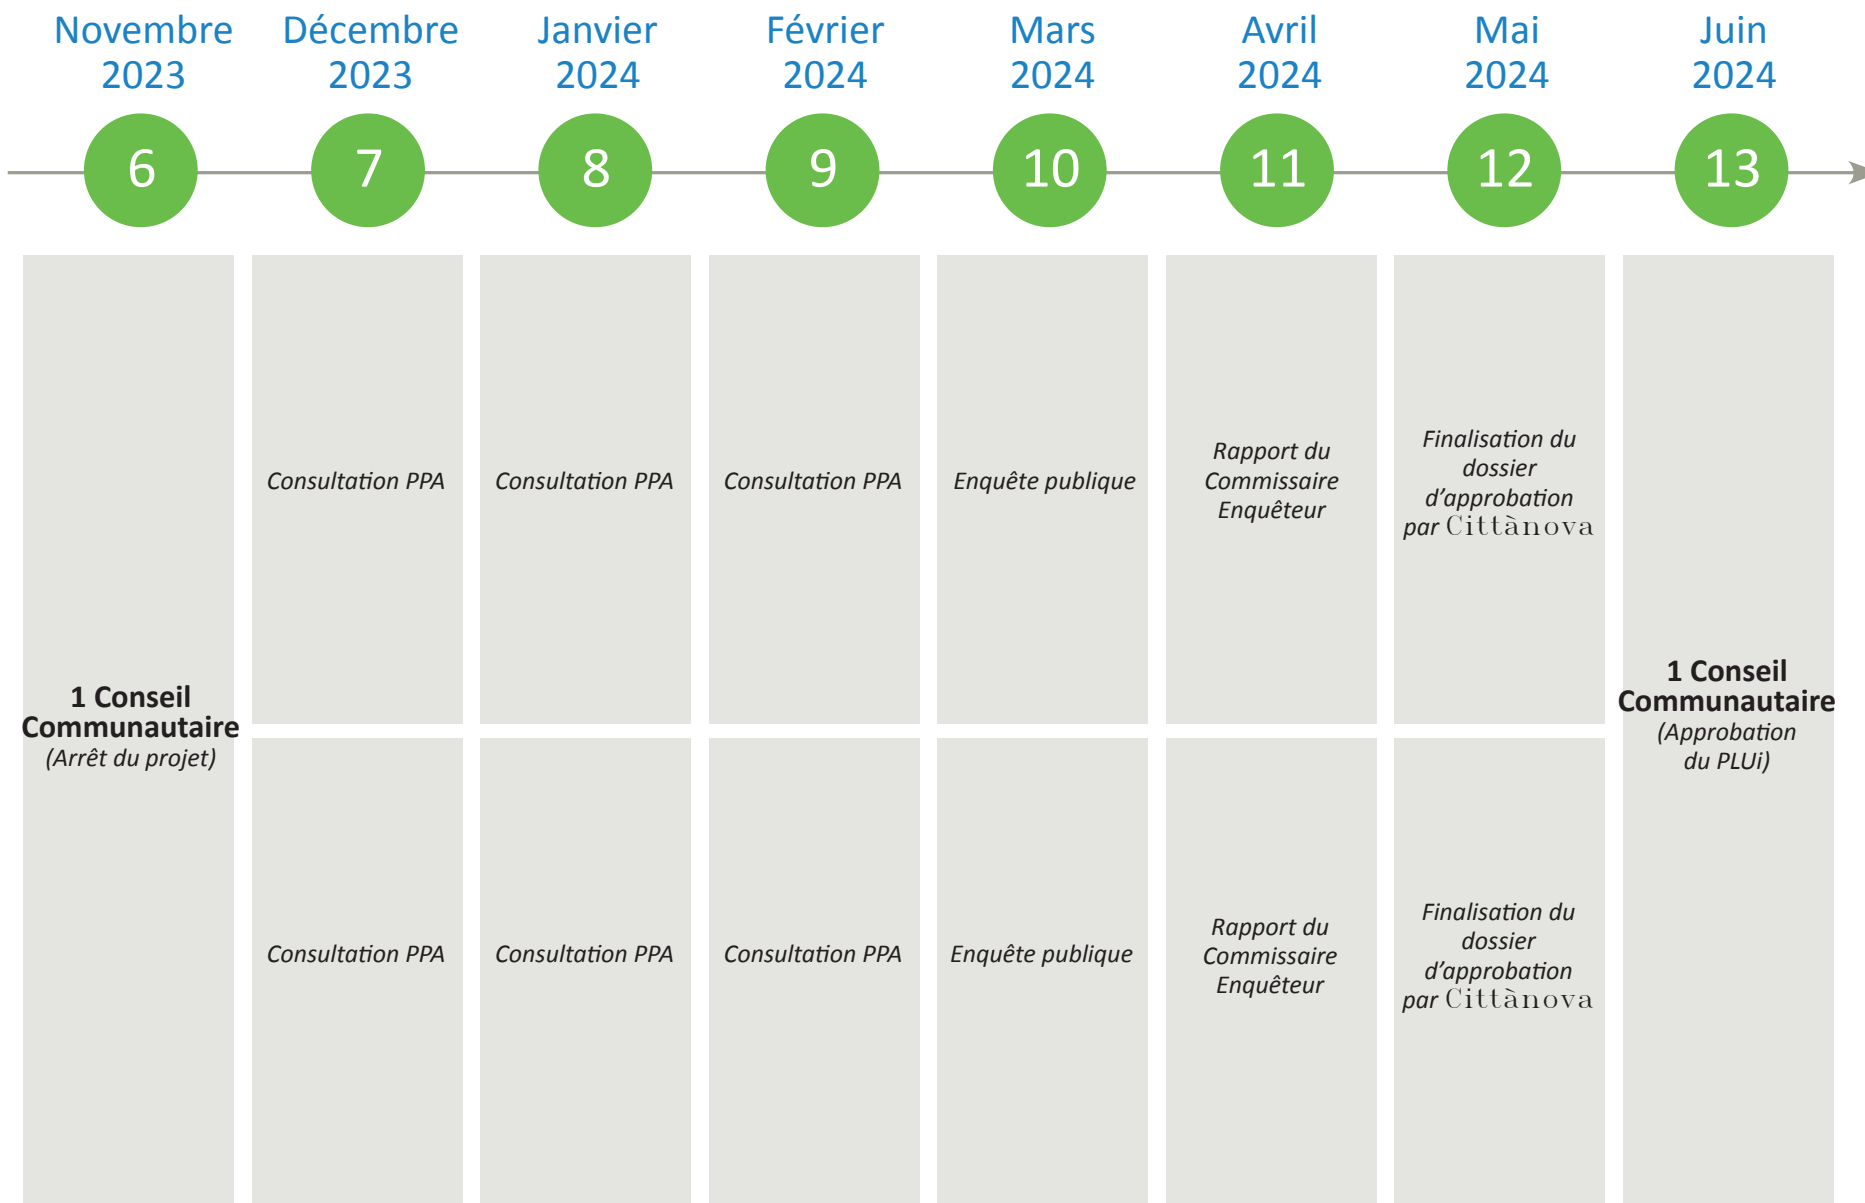 Novembre
2023
Décembre
2023
Janvier
2024
Février
2024
Mars
2024
Avril
2024
Mai
2024
Juin
2024
6
7
8
9
10
11
12
13
1 Conseil
Communautaire
(Arrêt du projet)
Consultation PPA
Consultation PPA
Consultation PPA
Enquête publique
Rapport du
Commissaire
Enquêteur
Finalisation du
dossier
d'approbation
par Cittànova
Consultation PPA
Consultation PPA
Consultation PPA
Enquête publique
Rapport du
Commissaire
Enquêteur
Finalisation du
dossier
d'approbation
par Cittànova
1 Conseil
Communautaire
(Approbation
du PLUi)